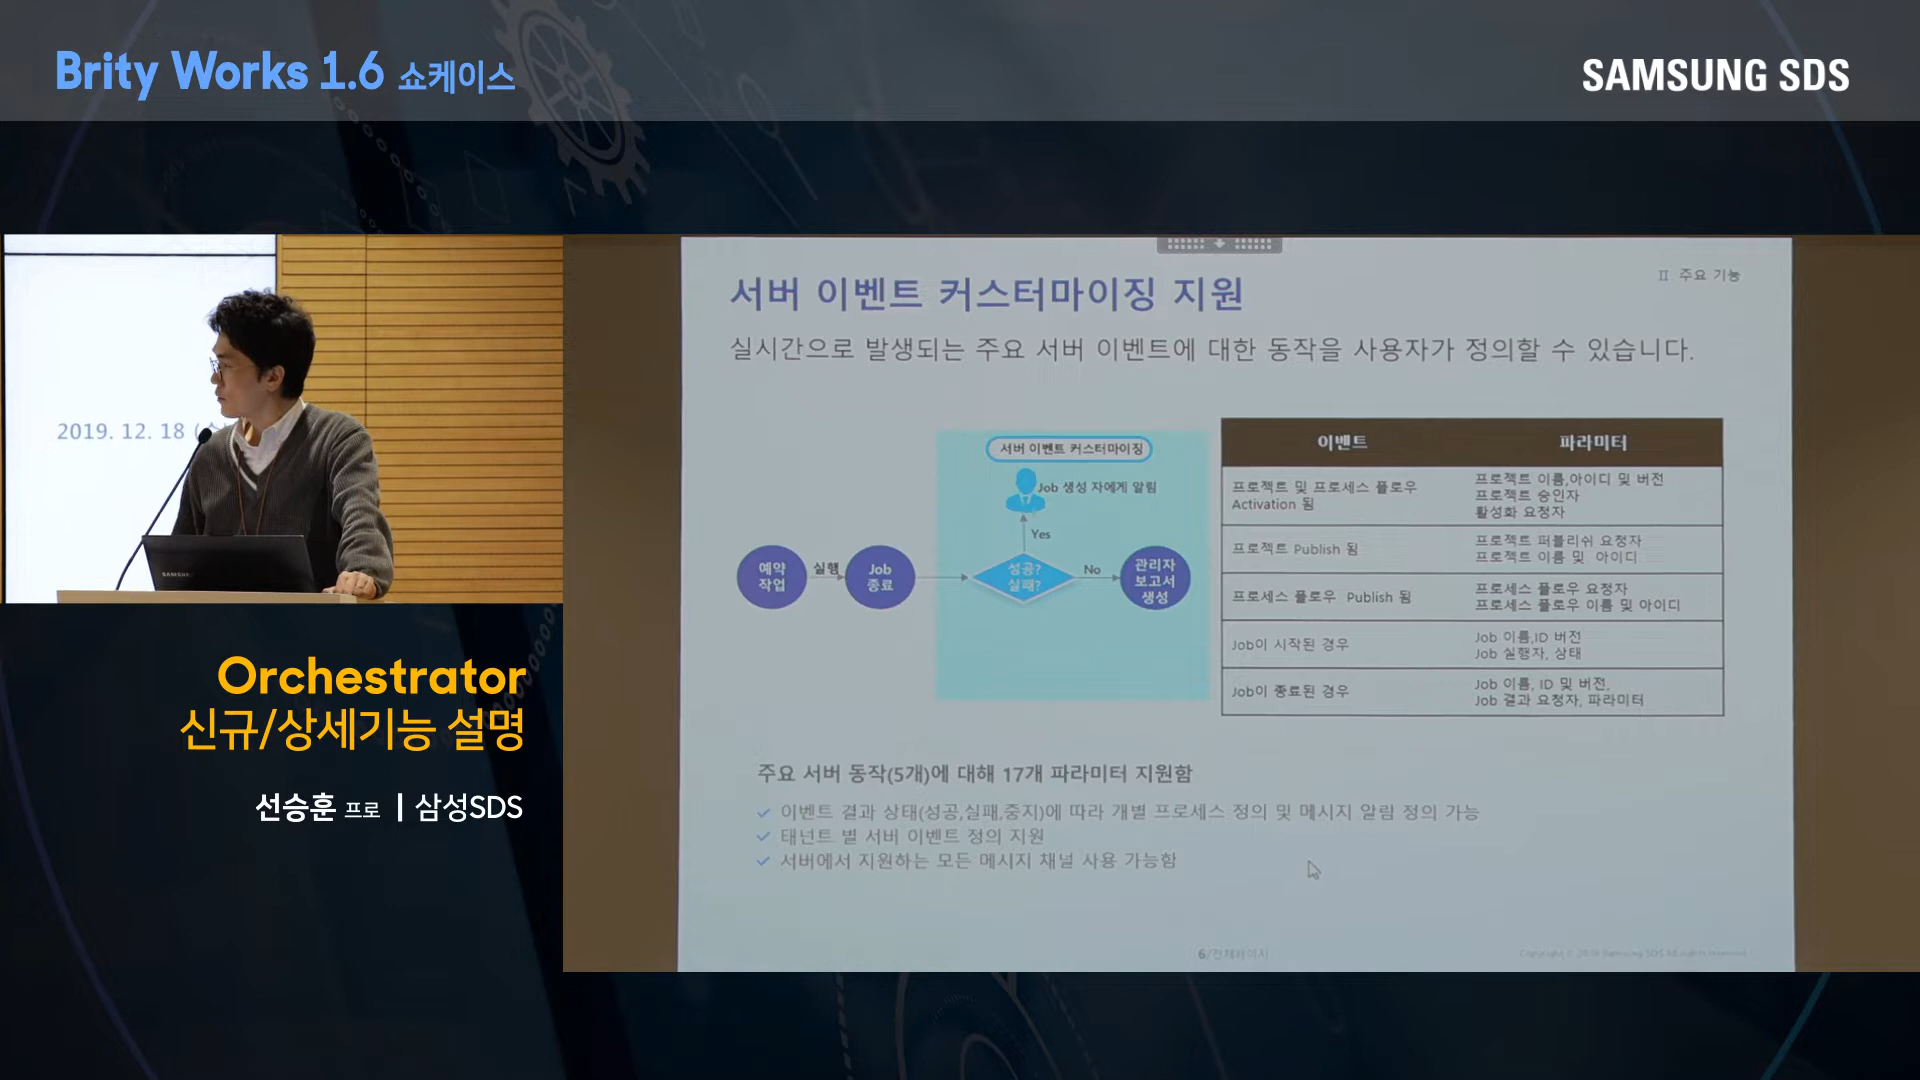 Brity Works 1.6 쇼케이스
SAMSUNG SDS
2019. 12. 18
SAMSUNG
Orchestrator
신규/상세기능 설명
선승훈 프로 | 삼성SDS
II 주요 기능
서버 이벤트 커스터마이징 지원
실시간으로 발생되는 주요 서버 이벤트에 대한 동작을 사용자가 정의할 수 있습니다.
서버 이벤트 커스터마이징
Job 생성 자에게 알림
Yes
예약
작업
실행
Job
종료
성공?
실패?
No
관리자
보고서
생성
이벤트
파라미터
프로젝트 및 프로세스 플로우
Activation 됨
프로젝트 이름,아이디 및 버전
프로젝트 승인자
활성화 요청자
프로젝트 Publish 됨
프로젝트 퍼블리쉬 요청자
프로젝트 이름 및 아이디
프로세스 플로우 Publish 됨
프로세스 플로우 요청자
프로세스 플로우 이름 및 아이디
Job이 시작된 경우
Job 이름,ID 버전
Job 실행자, 상태
Job이 종료된 경우
Job 이름, ID 및 버전,
Job 결과 요청자, 파라미터
주요 서버 동작(5개)에 대해 17개 파라미터 지원함
이벤트 결과 상태(성공,실패,중지)에 따라 개별 프로세스 정의 및 메시지 알림 정의 가능
태넌트 별 서버 이벤트 정의 지원
서버에서 지원하는 모든 메시지 채널 사용 가능함
6/전체페이지
Copyright © 2019 Samsung SDS All rights reserved